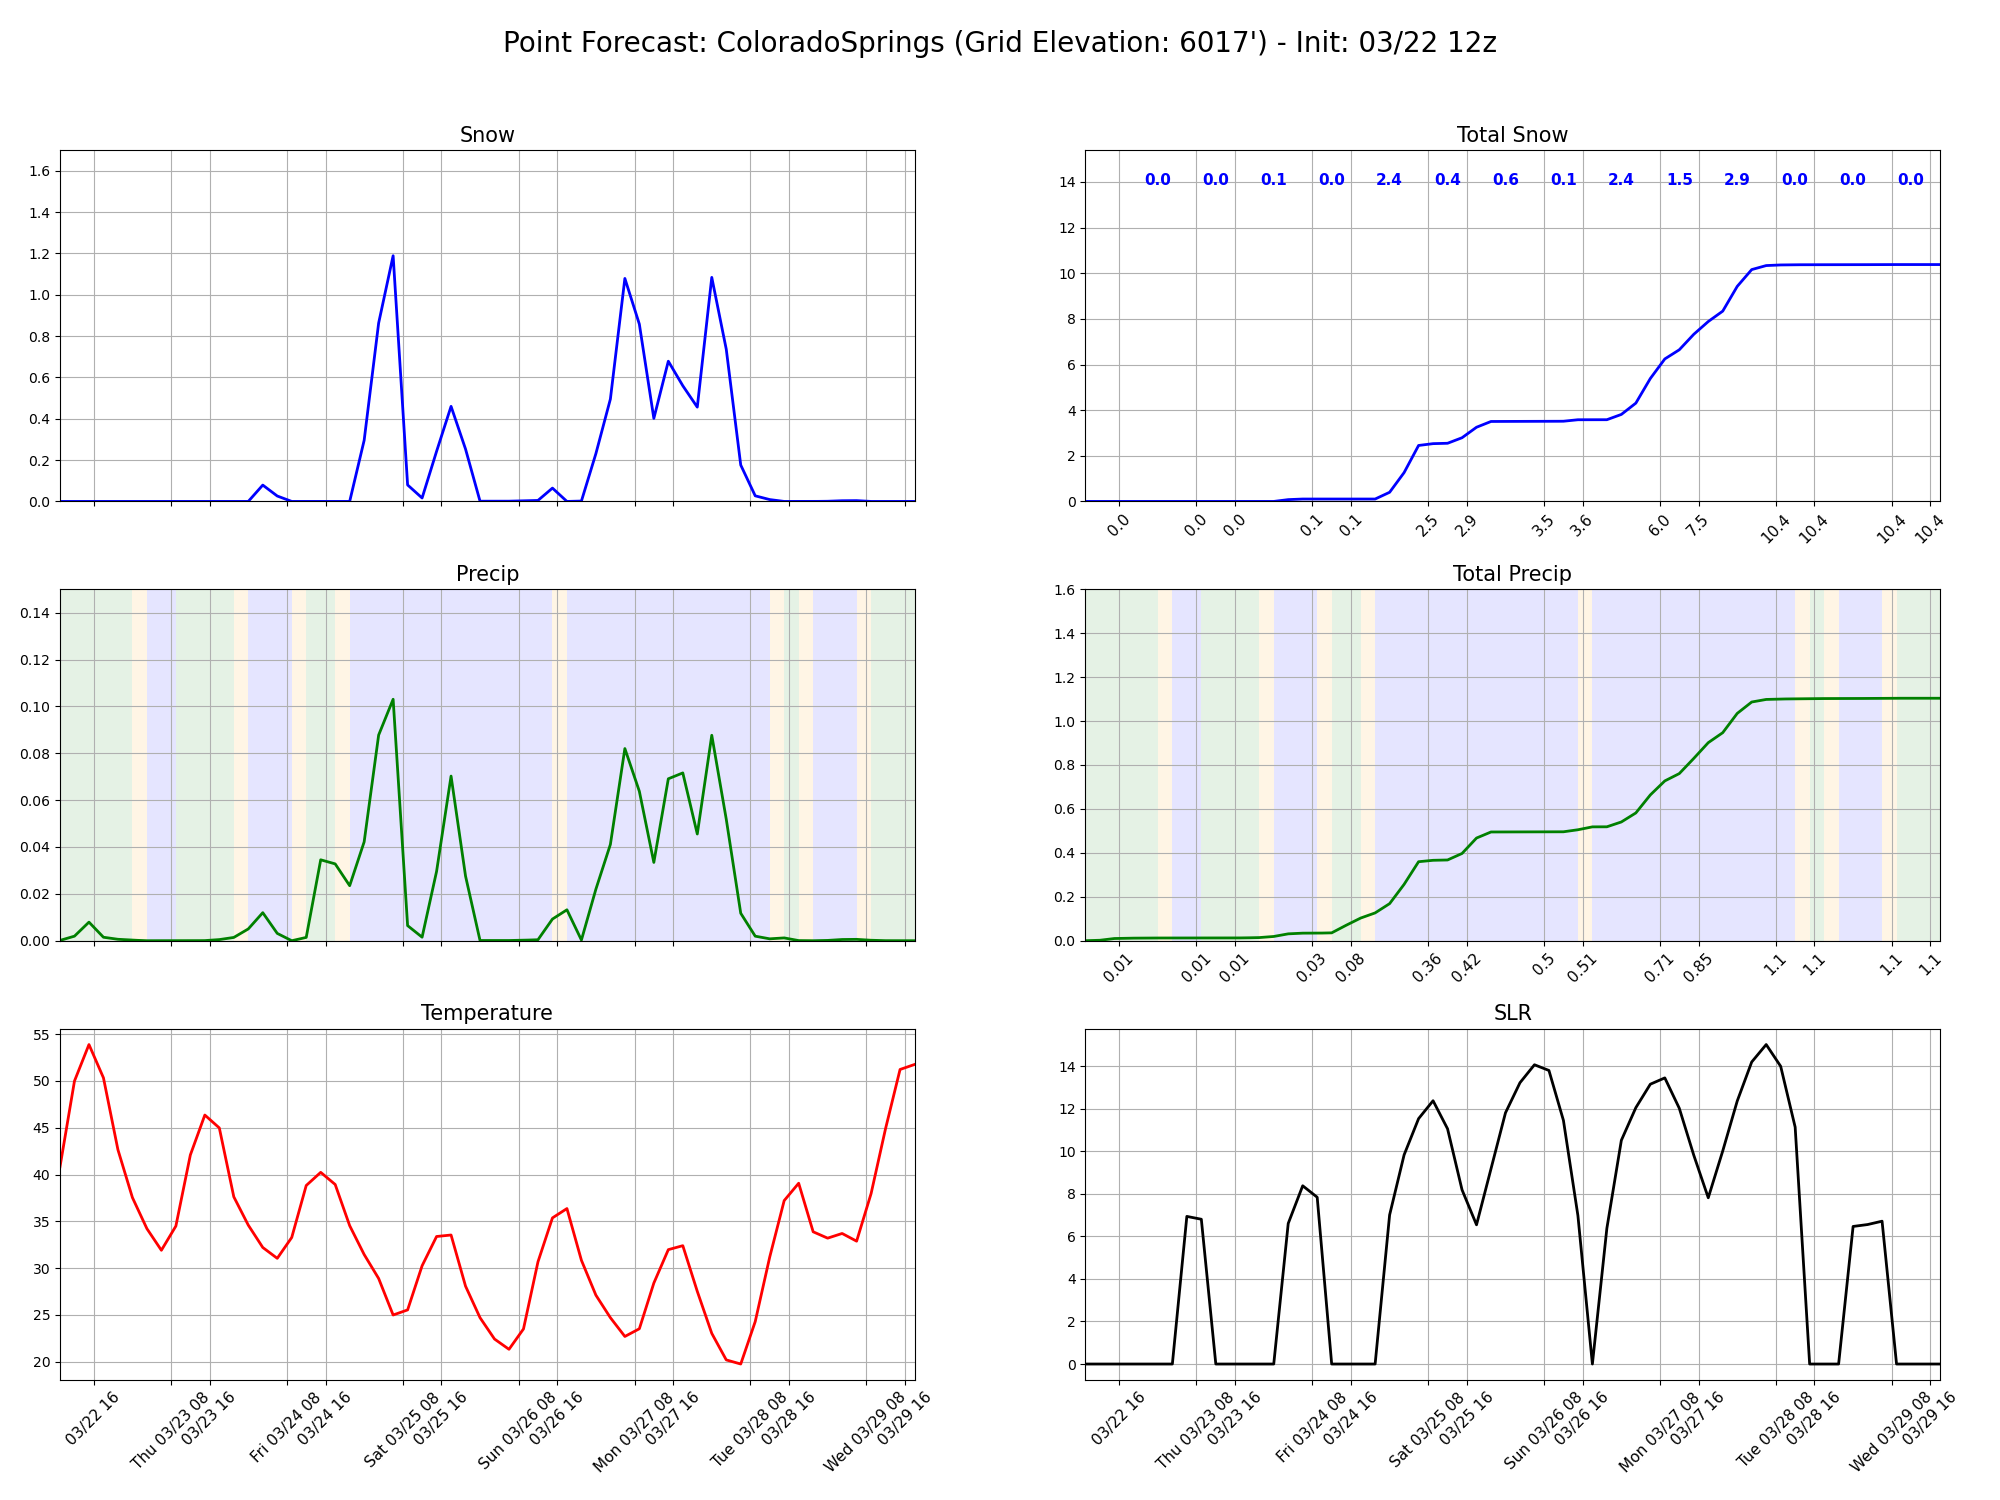 Point Forecast: ColoradoSprings (Grid Elevation: 6017') - Init: 03/22 12z
Snow
1.6
1.4
1.2
1.0
0.8
0.6
0.4
0.2
0.0
Total Snow
0.0 0.0 0.1 0.0 2.4 0.4 0.6 0.1 2.4 1.5 2.9 0.0 0.0 0.0
14
12
10
8
6
4
2
0
0.0 0.0 0.0 0.1 0.1 2.5 2.9 3.5 3.6 6.0 7.5 10.4 10.4 10.4 10.4
Precip
0.14
0.12
0.10
0.08
0.06
0.04
0.02
0.00
Total Precip
1.6
1.4
1.2
1.0
0.8
0.6
0.4
0.2
0.0
0.01 0.01 0.01 0.03 0.08 0.36 0.42 0.5 0.51 0.71 0.85 1.1 1.1 1.1 1.1
Temperature
55
50
45
40
35
30
25
20
03/22 16
Thu 03/23 08
03/23 16
Fri 03/24 08
03/24 16
Sat 03/25 08
03/25 16
Sun 03/26 08
03/26 16
Mon 03/27 08
03/27 16
Tue 03/28 08
03/28 16
Wed 03/29 08
03/29 16
SLR
14
12
10
8
6
4
2
0
03/22 16
Thu 03/23 08
03/23 16
Fri 03/24 08
03/24 16
Sat 03/25 08
03/25 16
Sun 03/26 08
03/26 16
Mon 03/27 08
03/27 16
Tue 03/28 08
03/28 16
Wed 03/29 08
03/29 16